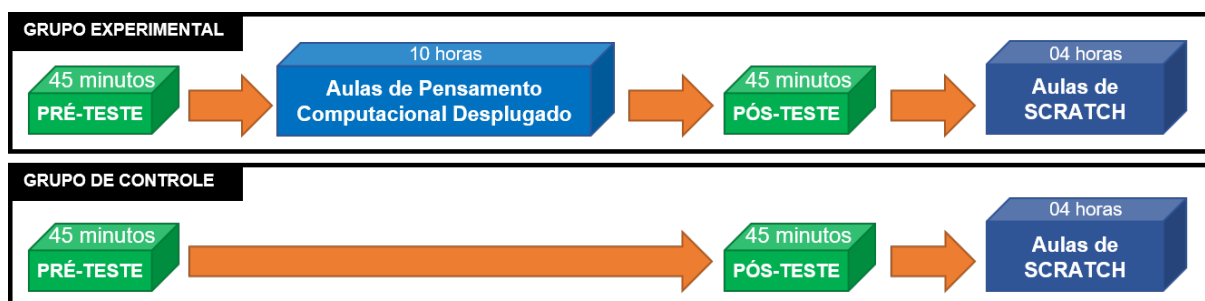 GRUPO EXPERIMENTAL
45 minutos
PRÉ-TESTE
10 horas
Aulas de Pensamento
Computacional Desplugado
45 minutos
PÓS-TESTE
04 horas
Aulas de
SCRATCH
GRUPO DE CONTROLE
45 minutos
PRÉ-TESTE
45 minutos
PÓS-TESTE
04 horas
Aulas de
SCRATCH